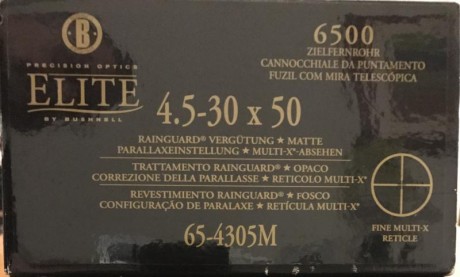 B
PRECISION OPTICS
ELITE
BY BUSHNELL
6500
ZIELFERNROHR
CANNOCCHIALE DA PUNTAMENTO
FUZIL COM MIRA TELESCÓPICA
4.5-30 x 50
RAINGUARD® VERGÜTUNG ★ MATTE
PARALLAXEINSTELLUNG ★ MULTI-X®-ABSEHEN
TRATTAMENTO RAINGUARD® ★ OPACO
CORREZIONE DELLA PARALLASSE ★ RETICOLO MULTI-X®
REVESTIMENTO RAINGUARD® ★ FOSCO
CONFIGURAÇÃO DE PARALAXE ★ RETÍCULA MULTI-X®
65-4305M
FINE MULTI-X
RETICLE